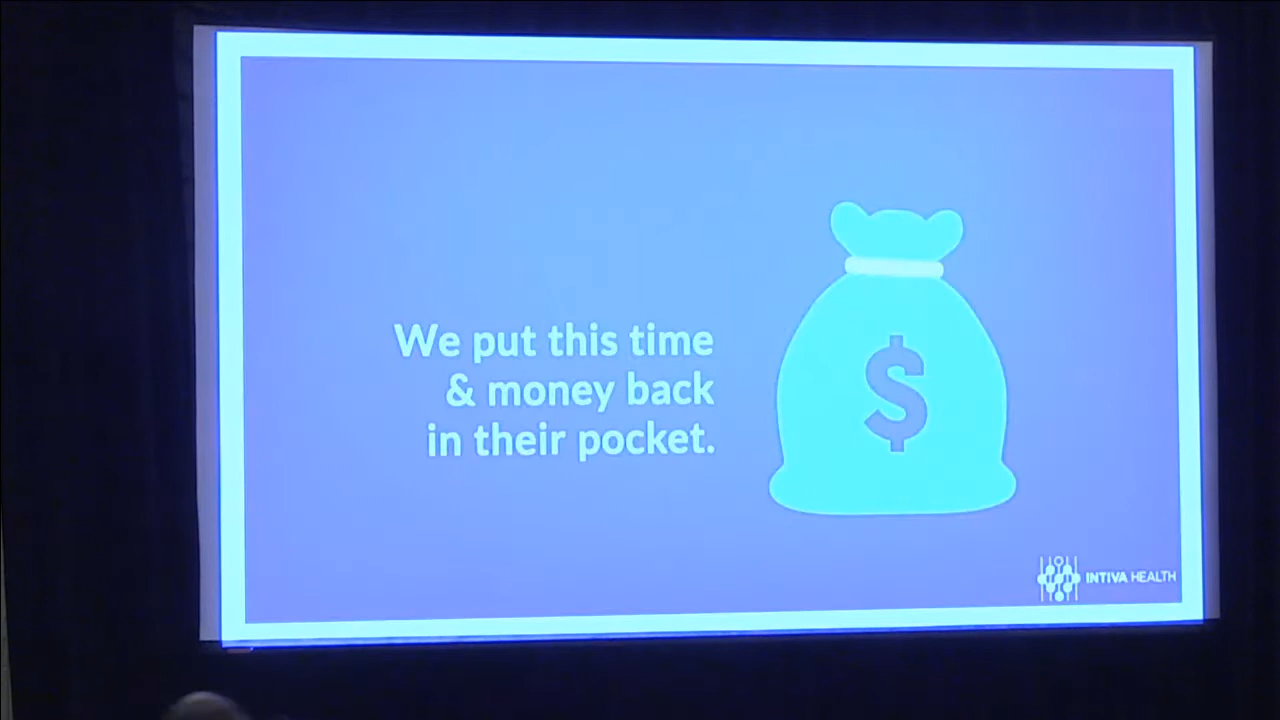 We put this time
& money back
in their pocket.
$
INTIVA HEALTH